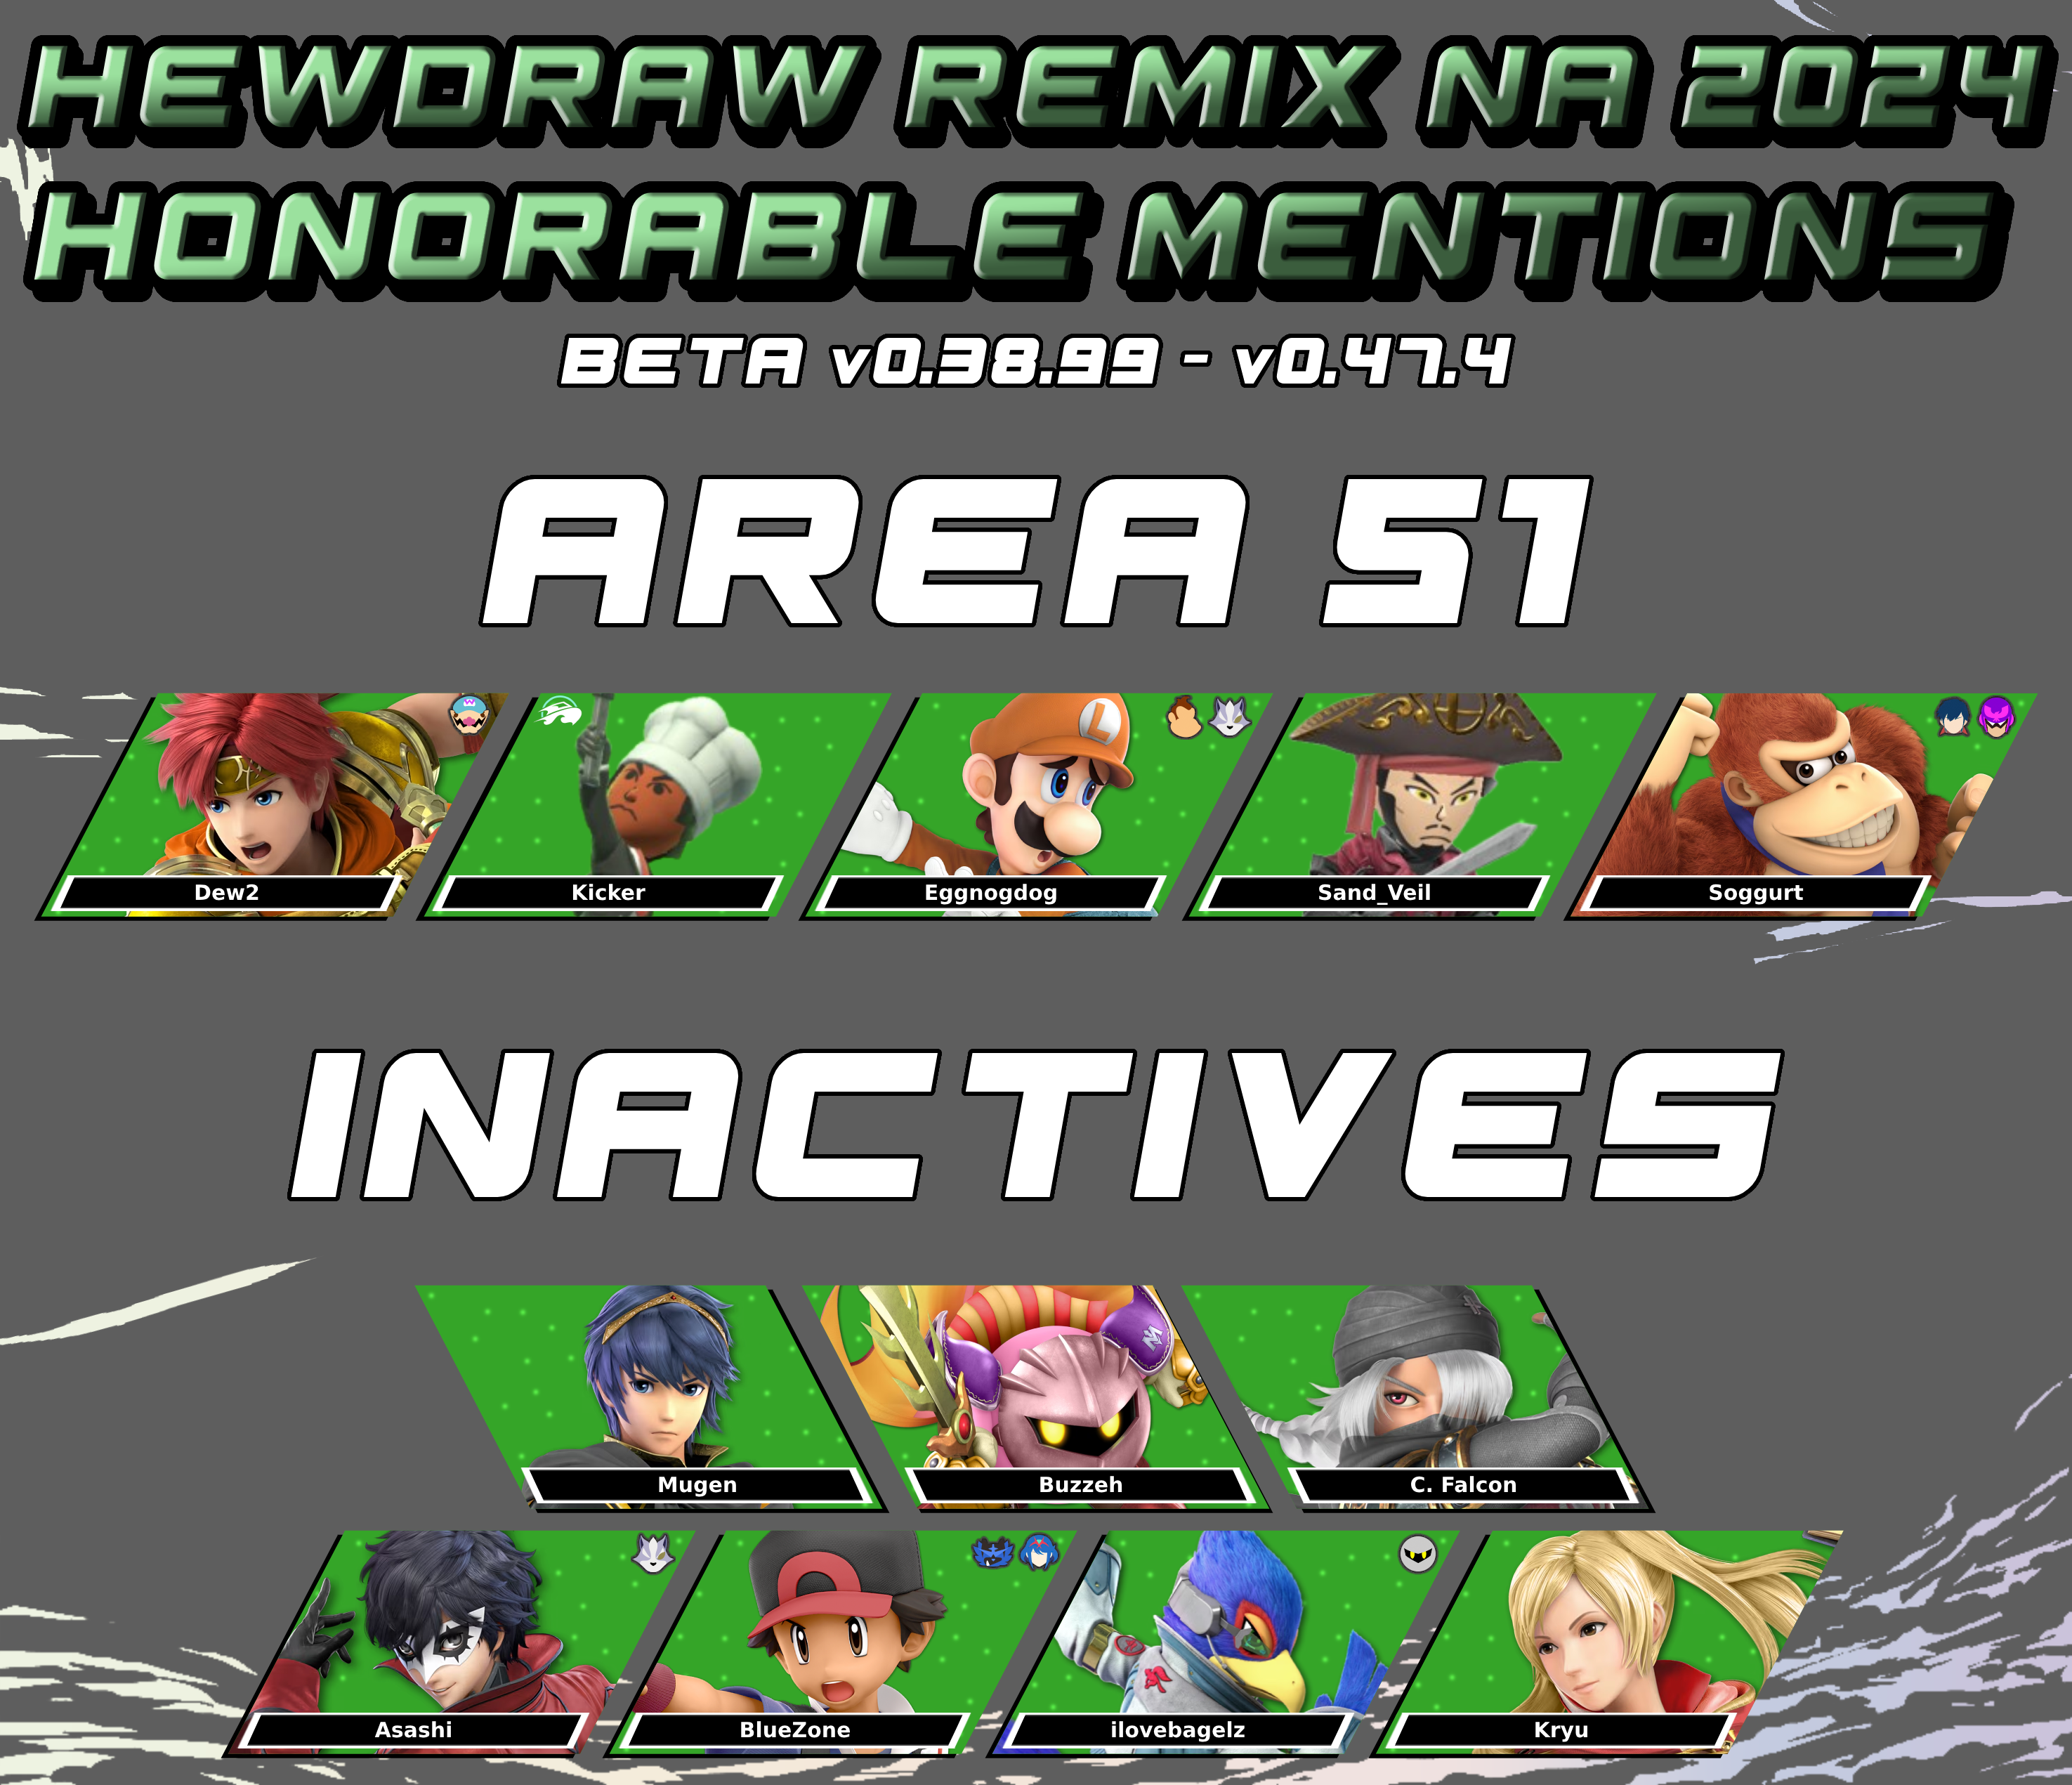 HEWDRAW REMIX NA 2024
HONORABLE MENTIONS
BETA v0.38.99 - v0.47.4
AREA 51
Dew2
Kicker
Eggnogdog
Sand_Veil
Soggurt
INACTIVES
Mugen
Buzzeh
C. Falcon
Asashi
BlueZone
ilovebagelz
Kryu